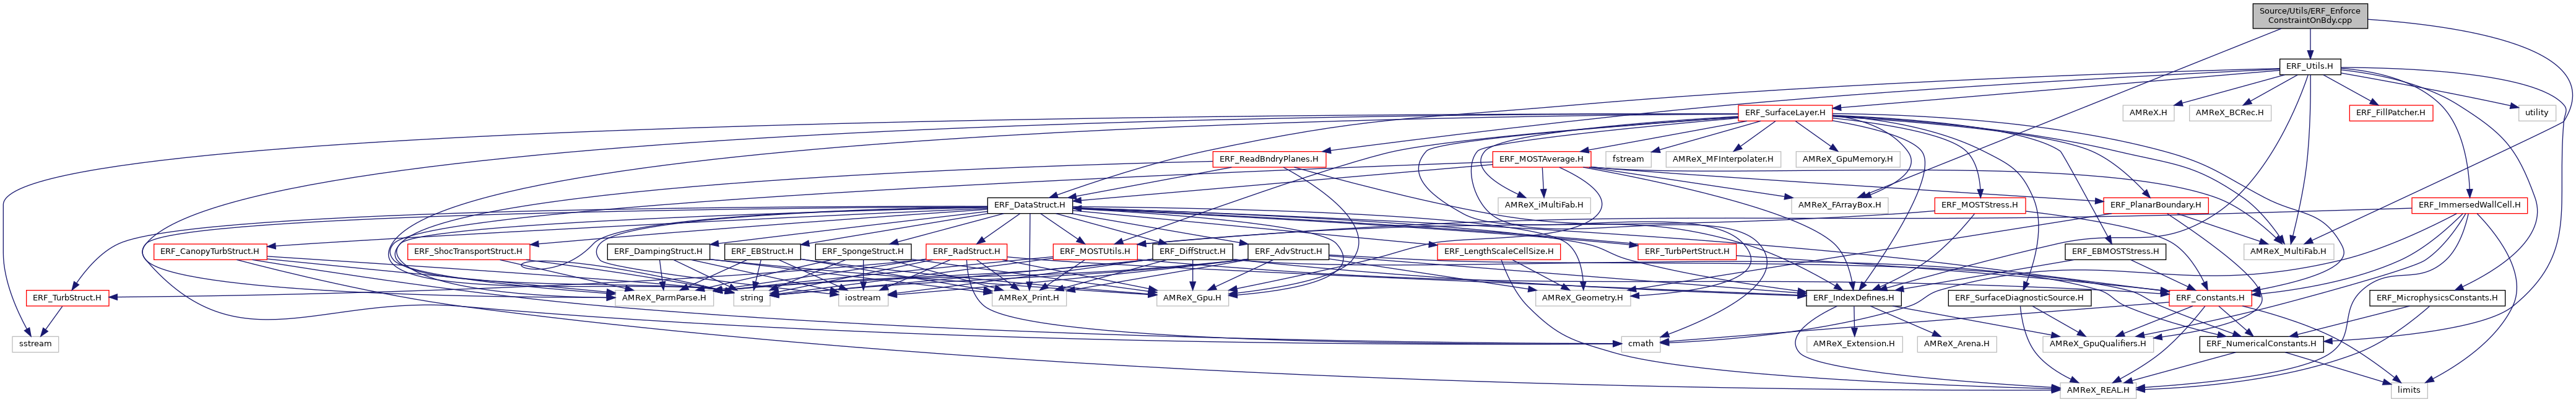 Source/Utils/ERF_Enforce
ConstraintOnBdy.cpp
ERF_Utils.H
ERF_SurfaceLayer.H
AMReX.H
AMReX_BCRec.H
ERF_FillPatcher.H
utility
ERF_ReadBndryPlanes.H
ERF_MOSTAverage.H
fstream
AMReX_MFInterpolater.H
AMReX_GpuMemory.H
ERF_DataStruct.H
AMReX_iMultiFab.H
AMReX_FArrayBox.H
ERF_MOSTStress.H
ERF_PlanarBoundary.H
ERF_ImmersedWallCell.H
ERF_CanopyTurbStruct.H
ERF_ShocTransportStruct.H
ERF_DampingStruct.H
ERF_EBStruct.H
ERF_SpongeStruct.H
ERF_RadStruct.H
ERF_MOSTUtils.H
ERF_DiffStruct.H
ERF_AdvStruct.H
ERF_LengthScaleCellSize.H
ERF_TurbPertStruct.H
ERF_EBMOSTStress.H
AMReX_MultiFab.H
ERF_TurbStruct.H
AMReX_ParmParse.H
string
iostream
AMReX_Print.H
AMReX_Gpu.H
AMReX_Geometry.H
ERF_IndexDefines.H
ERF_SurfaceDiagnosticSource.H
ERF_Constants.H
ERF_MicrophysicsConstants.H
sstream
cmath
AMReX_Extension.H
AMReX_Arena.H
AMReX_GpuQualifiers.H
ERF_NumericalConstants.H
AMReX_REAL.H
limits